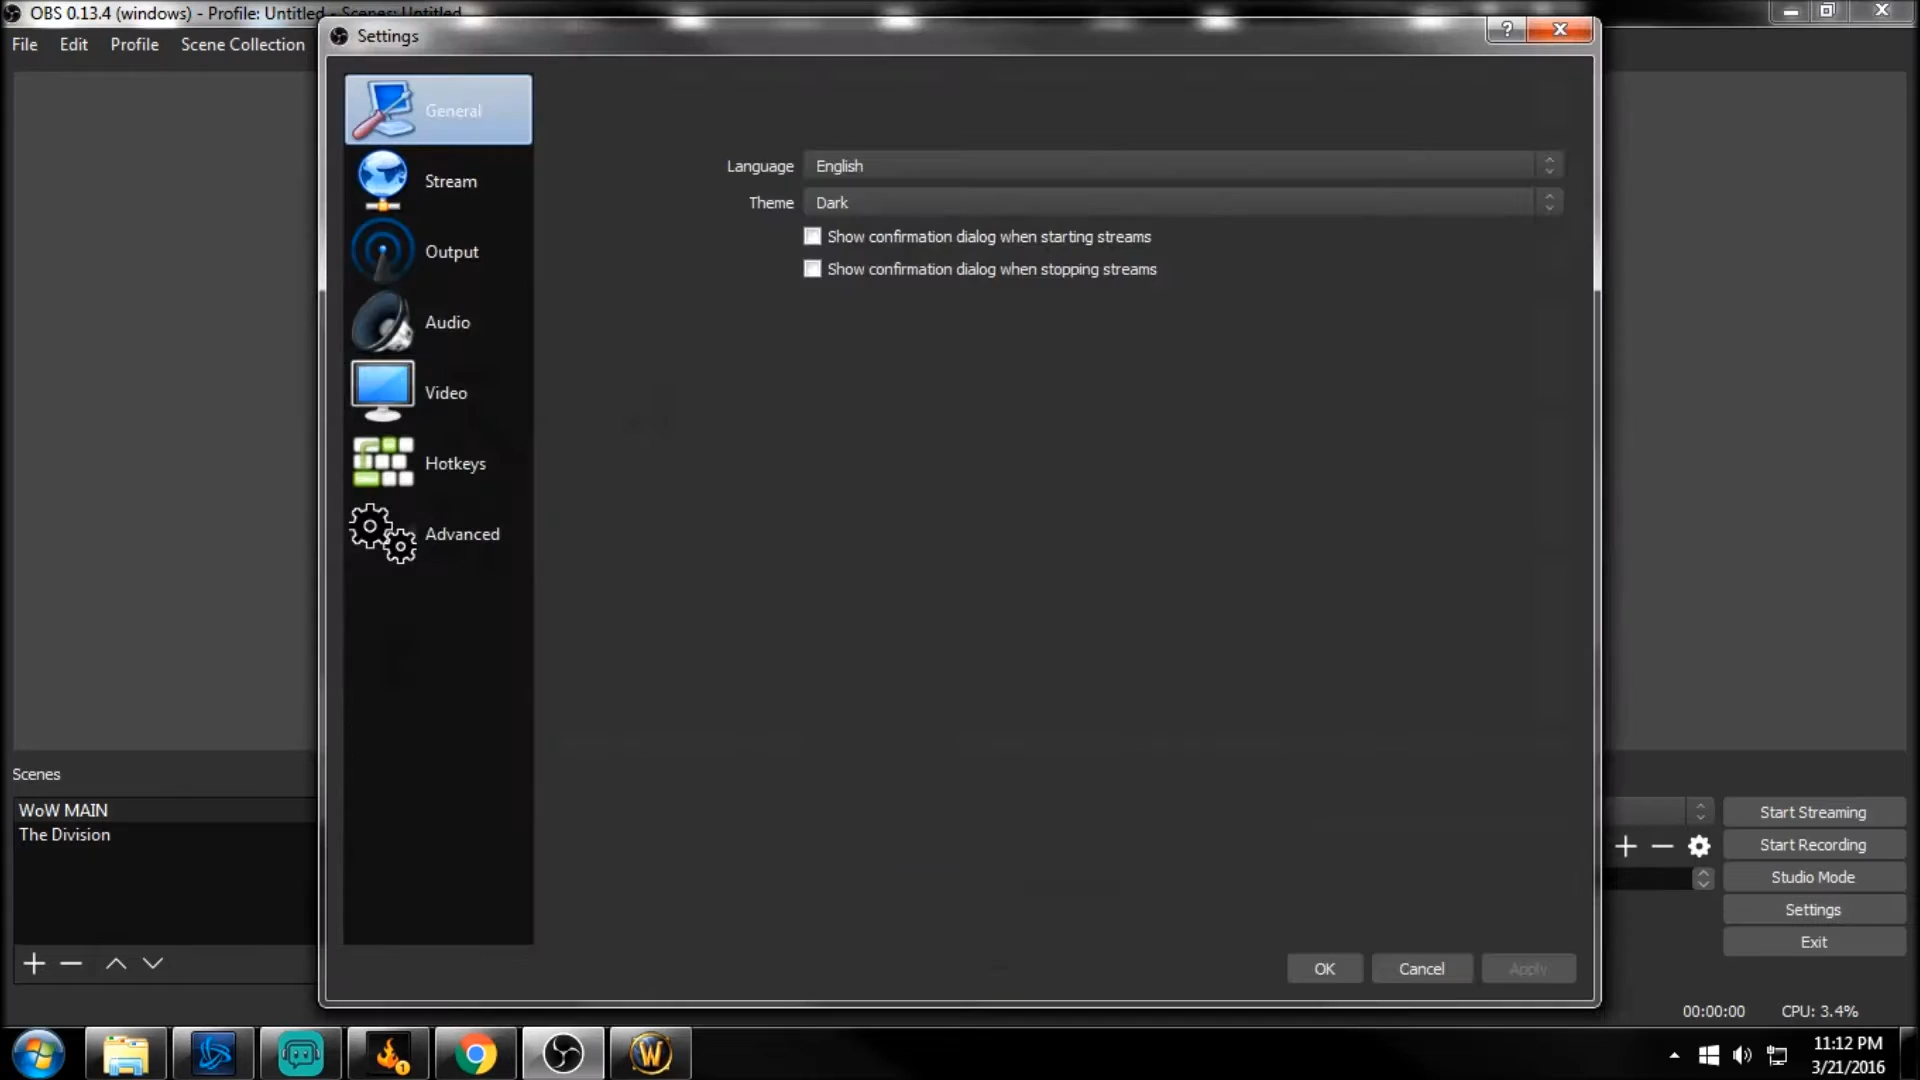 OBS 0.13.4 (windows) - Profile: Untitled - Scenes: Untitled
Settings
?
File Edit Profile Scene Collection
General
Stream
Output
Audio
Video
Hotkeys
Advanced
Language English
Theme Dark
Show confirmation dialog when starting streams
Show confirmation dialog when stopping streams
OK Cancel Apply
Scenes
WoW MAIN
The Division
Start Streaming
Start Recording
Studio Mode
Settings
Exit
00:00:00 CPU: 3.4%
1
W
11:12 PM
3/21/2016